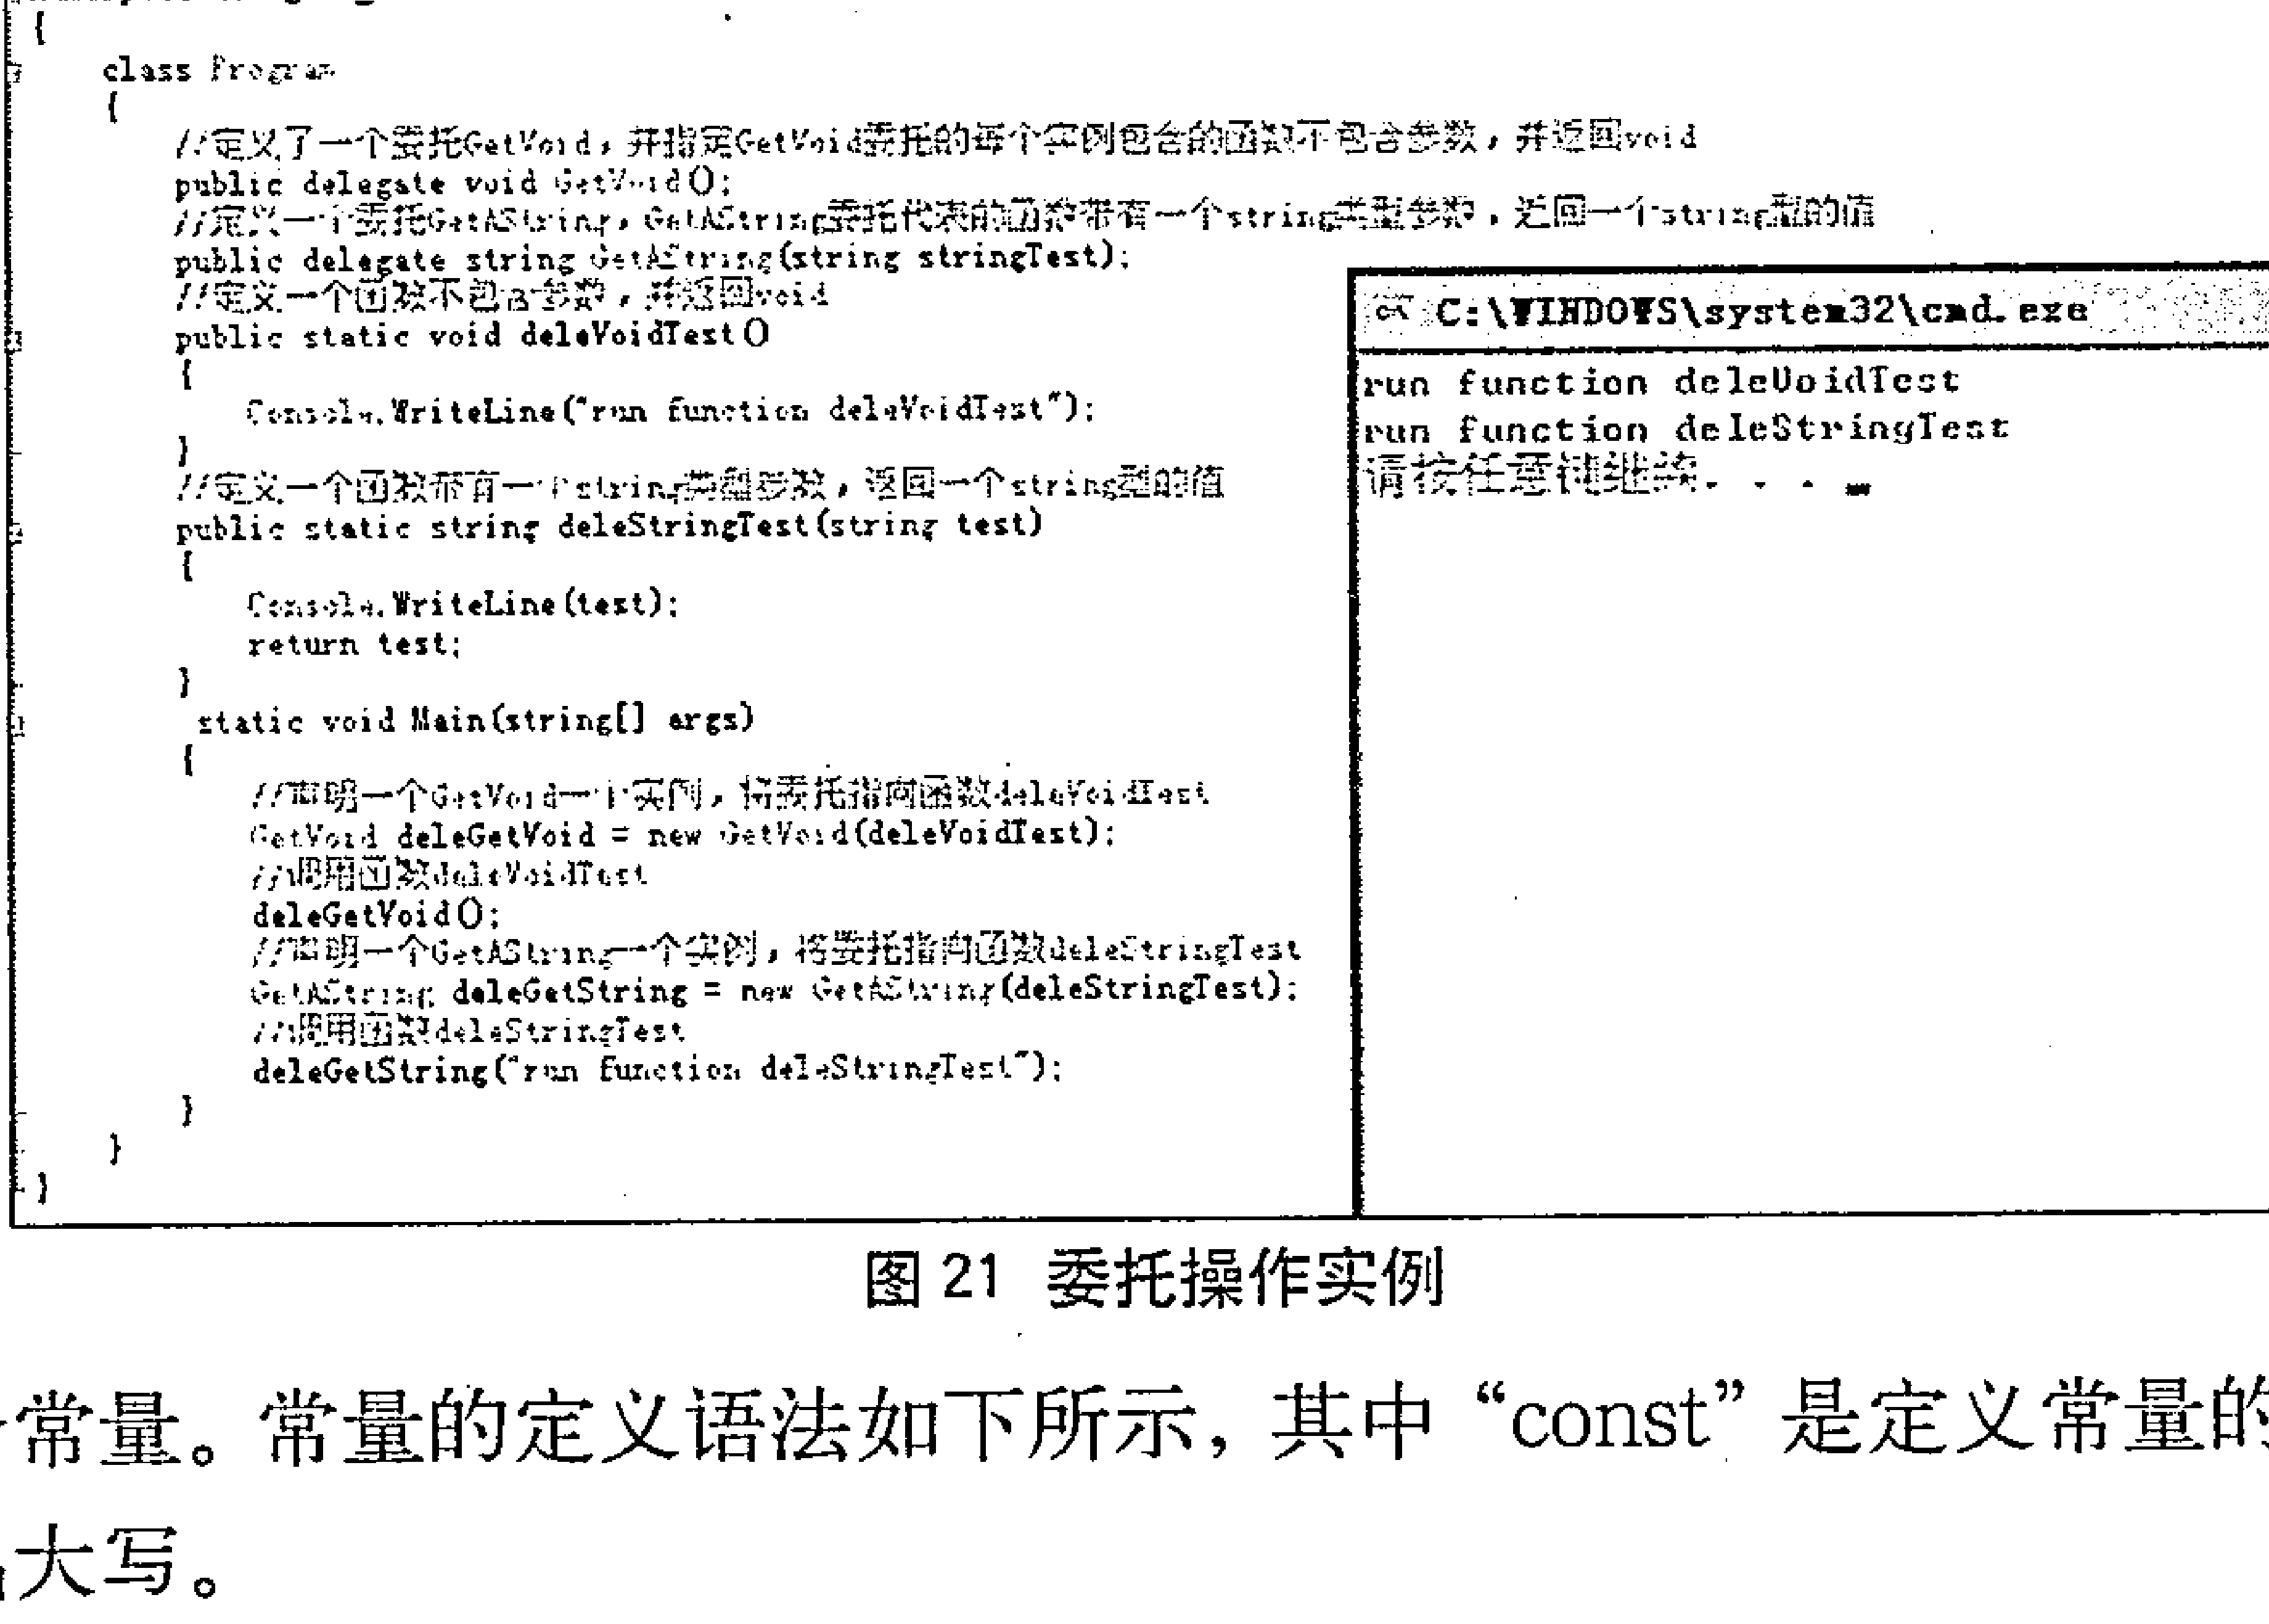 {
class Program
{
//定义了一个委托GetVoid，并指定GetVoid委托的每个实例包含的函数不包含参数，并返回void
public delegate void GetVoid();
//定义一个委托GetAString，GetAString委托代表的函数带有一个string类型参数，返回一个string型的值
public delegate string GetAString(string stringTest);
//定义一个函数不包含参数，并返回void
public static void deleVoidTest()
{
Console.WriteLine("run function deleVoidTest");
}
//定义一个函数带有一个string类型参数，返回一个string型的值
public static string deleStringTest(string test)
{
Console.WriteLine(test);
return test;
}
static void Main(string[] args)
{
//声明一个GetVoid一个实例，将委托指向函数deleVoidTest
GetVoid deleGetVoid = new GetVoid(deleVoidTest);
//调用函数deleVoidTest
deleGetVoid();
//声明一个GetAString一个实例，将委托指向函数deleStringTest
GetAString deleGetString = new GetAString(deleStringTest);
//调用函数deleStringTest
deleGetString("run function deleStringTest");
}
}
}
C:\WINDOWS\system32\cmd.exe
run function deleVoidTest
run function deleStringTest
请按任意键继续. . .
图 21 委托操作实例
常量。常量的定义语法如下所示，其中“const”是定义常量的
大写。